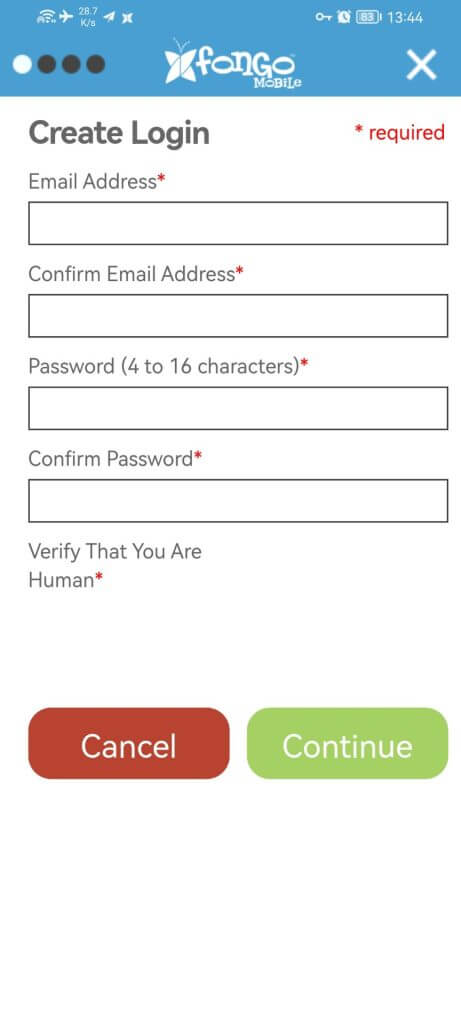 28.7
K/s
83
13:44
fongo
MOBILE
Create Login
* required
Email Address*
Confirm Email Address*
Password (4 to 16 characters)*
Confirm Password*
Verify That You Are
Human*
Cancel
Continue